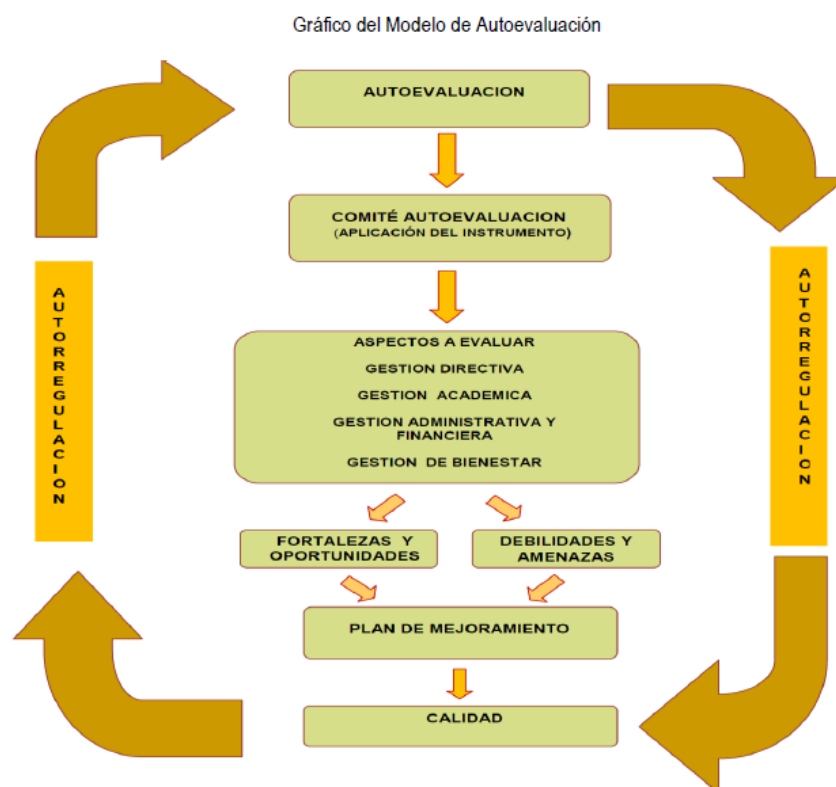 Gráfico del Modelo de Autoevaluación
AUTOEVALUACION
COMITÉ AUTOEVALUACION
(APLICACIÓN DEL INSTRUMENTO)
AUTORREGULACION
ASPECTOS A EVALUAR
GESTION DIRECTIVA
GESTION ACADEMICA
GESTION ADMINISTRATIVA Y
FINANCIERA
GESTION DE BIENESTAR
AUTORREGULACION
FORTALEZAS Y
OPORTUNIDADES
DEBILIDADES Y
AMENAZAS
PLAN DE MEJORAMIENTO
CALIDAD